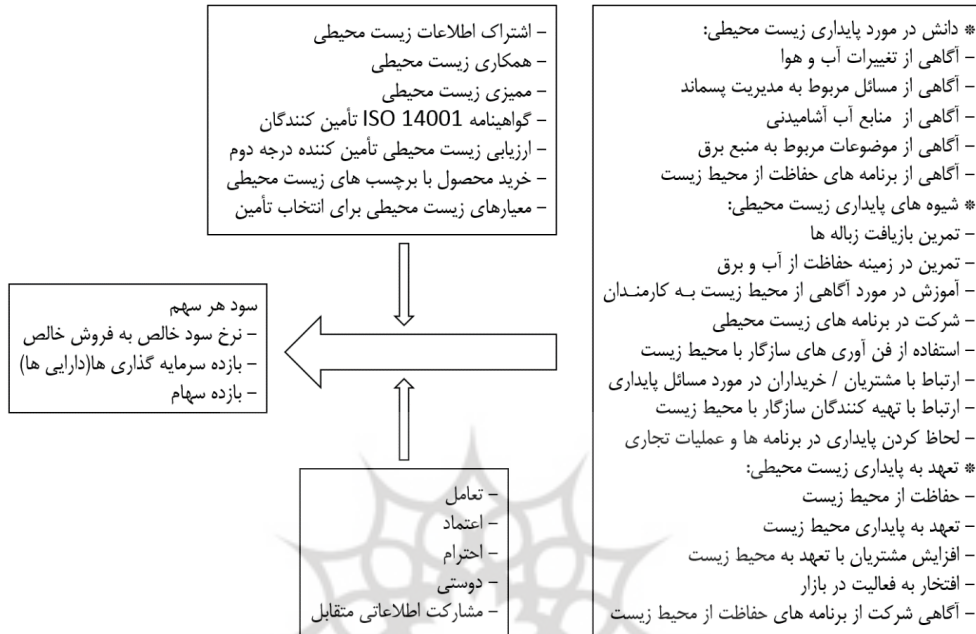 * دانش در مورد پایداری زیست محیطی:
– آگاهی از تغییرات آب و هوا
– آگاهی از مسائل مربوط به مدیریت پسماند
– آگاهی از منابع آب آشامیدنی
– آگاهی از موضوعات مربوط به منبع برق
– آگاهی از برنامه های حفاظت از محیط زیست
* شیوه های پایداری زیست محیطی:
– تمرین بازیافت زباله ها
– تمرین در زمینه حفاظت از آب و برق
– آموزش در مورد آگاهی از محیط زیست به کارمندان
– شرکت در برنامه های زیست محیطی
– استفاده از فن آوری های سازگار با محیط زیست
– ارتباط با مشتریان / خریداران در مورد مسائل پایداری
– ارتباط با تهیه کنندگان سازگار با محیط زیست
– لحاظ کردن پایداری در برنامه ها و عملیات تجاری
* تعهد به پایداری زیست محیطی:
– حفاظت از محیط زیست
– تعهد به پایداری محیط زیست
– افزایش مشتریان با تعهد به محیط زیست
– افتخار به فعالیت در بازار
– آگاهی شرکت از برنامه های حفاظت از محیط زیست
– اشتراک اطلاعات زیست محیطی
– همکاری زیست محیطی
– ممیزی زیست محیطی
– گواهینامه ISO 14001 تأمین کنندگان
– ارزیابی زیست محیطی تأمین کننده درجه دوم
– خرید محصول با برچسب های زیست محیطی
– معیارهای زیست محیطی برای انتخاب تأمین
– تعامل
– اعتماد
– احترام
– دوستی
– مشارکت اطلاعاتی متقابل
سود هر سهم
– نرخ سود خالص به فروش خالص
– بازده سرمایه گذاری ها(دارایی ها)
– بازده سهام